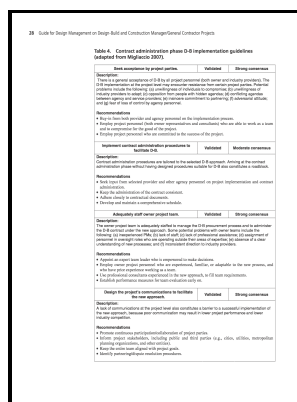 28 Guide for Design Management on Design-Build and Construction Manager/General Contractor Projects
Table 4. Contract administration phase D-B implementation guidelines
(adapted from Migliaccio 2007).
Seek acceptance by project parties. Validated Strong consensus
Description:
There is a general acceptance of D-B by all project personnel (both owner and industry providers). The
D-B implementation at the project level may encounter resistance from certain project parties. Potential
problems include the following: (a) unwillingness of individuals to compromise; (b) unwillingness of
industry providers to adapt; (c) opposition from people with hidden agendas; (d) conflicting agendas
between agency and service providers; (e) insincere commitment to partnering; (f) adversarial attitude;
and (g) fear of loss of control by agency personnel.
Recommendations
• Buy-in from both provider and agency personnel on the implementation process.
• Employ project personnel (both owner representatives and consultants) who are able to work as a team
and to compromise for the good of the project.
• Employ project personnel who are committed to the success of the project.
Implement contract administration procedures to
facilitate D-B. Validated Moderate consensus
Description:
Contract administration procedures are tailored to the selected D-B approach. Arriving at the contract
administration phase without having designed procedures suitable for D-B also constitutes a roadblock.
Recommendations
• Seek input from selected provider and other agency personnel on project implementation and contract
administration.
• Keep the administration of the contract consistent.
• Adhere closely to contractual documents.
• Develop and maintain a comprehensive schedule.
Adequately staff owner project team. Validated Strong consensus
Description:
The owner project team is adequately staffed to manage the D-B procurement process and to administer
the D-B contract under the new approach. Some potential problems with owner teams include the
following: (a) inexperienced PMs; (b) lack of staff; (c) lack of professional assistance; (d) assignment of
personnel in oversight roles who are operating outside their areas of expertise; (e) absence of a clear
understanding of new processes; and (f) inconsistent direction to industry providers.
Recommendations
• Appoint an expert team leader who is empowered to make decisions.
• Employ owner project personnel who are experienced, familiar, or adaptable in the new process, and
who have prior experience working as a team.
• Use professional consultants experienced in the new approach, to fill team requirements.
• Establish performance measures for team evaluation early on.
Design the project's communications to facilitate
the new approach. Validated Strong consensus
Description:
A lack of communications at the project level also constitutes a barrier to a successful implementation of
the new approach, because poor communication may result in lower project performance and lower
industry competition.
Recommendations
• Promote continuous participation/collaboration of project parties.
• Inform project stakeholders, including public and third parties (e.g., cities, utilities, metropolitan
planning organizations, and other entities).
• Keep the entire team aligned with project goals.
• Identify partnering/dispute resolution procedures.